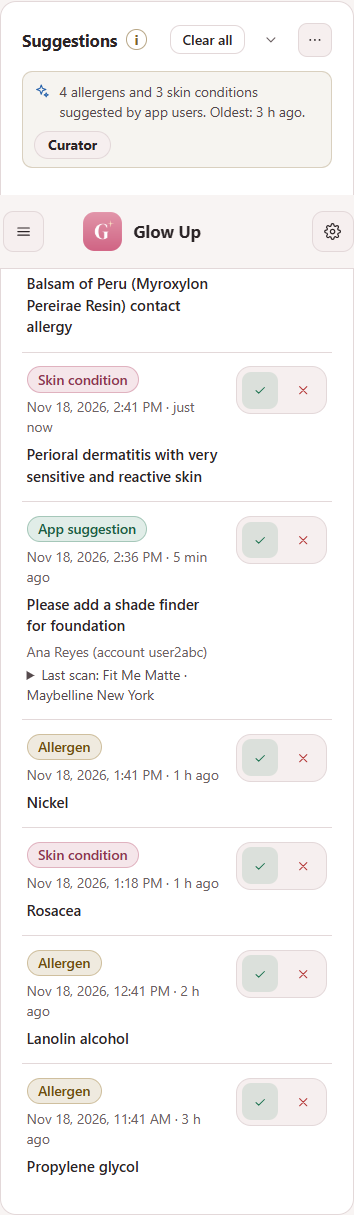 Suggestions i Clear all ...
4 allergens and 3 skin conditions
suggested by app users. Oldest: 3 h ago.
Curator
G+ Glow Up
Balsam of Peru (Myroxylon
Pereirae Resin) contact
allergy
Skin condition
Nov 18, 2026, 2:41 PM · just
now
Perioral dermatitis with very
sensitive and reactive skin
App suggestion
Nov 18, 2026, 2:36 PM · 5 min
ago
Please add a shade finder
for foundation
Ana Reyes (account user2abc)
Last scan: Fit Me Matte ·
Maybelline New York
Allergen
Nov 18, 2026, 1:41 PM · 1 h ago
Nickel
Skin condition
Nov 18, 2026, 1:18 PM · 1 h ago
Rosacea
Allergen
Nov 18, 2026, 12:41 PM · 2 h
ago
Lanolin alcohol
Allergen
Nov 18, 2026, 11:41 AM · 3 h
ago
Propylene glycol